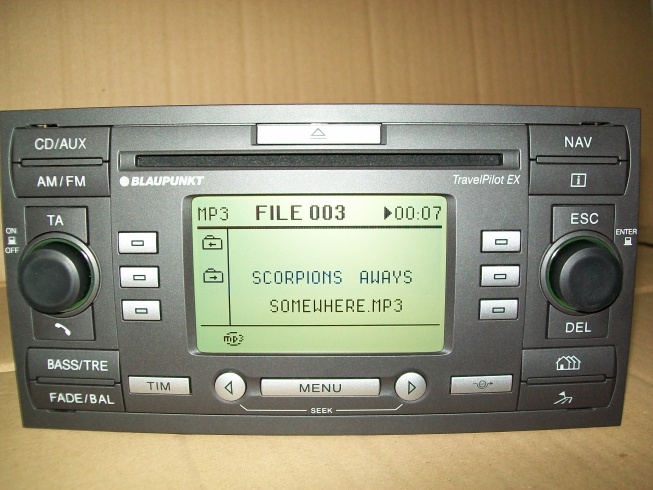 CD/AUX
NAV
AM/FM
BLAUPUNKT
TravelPilot EX
TA
ESC
ON
OFF
ENTER
MP3 FILE 003 00:07
SCORPIONS AWAYS
SOMEWHERE.MP3
mp3
DEL
BASS/TRE
FADE/BAL
TIM
MENU
SEEK